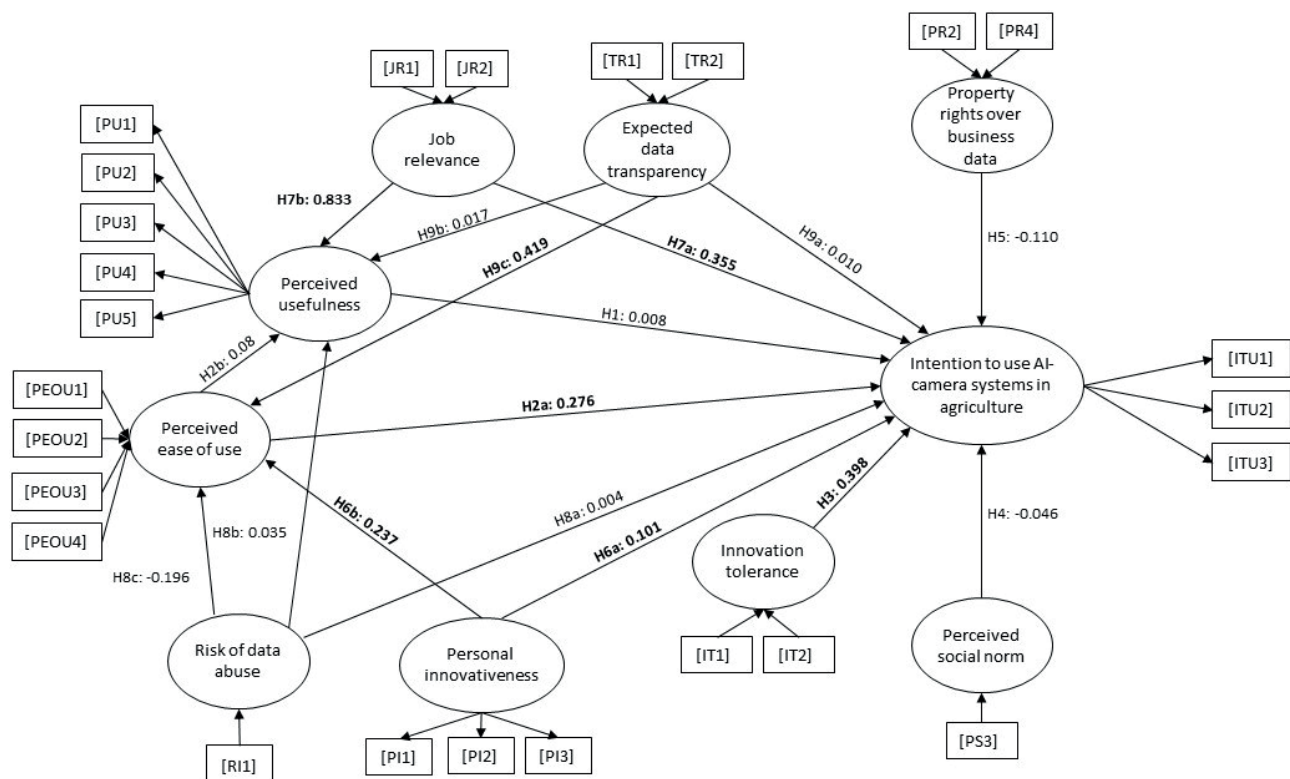 [PR2]
[PR4]
[JR1]
[JR2]
[TR1]
[TR2]
Property
rights over
business
data
[PU1]
[PU2]
[PU3]
[PU4]
[PU5]
Job
relevance
Expected
data
transparency
H7b: 0.833
H9b: 0.017
H9c: 0.419
H7a: 0.355
H9a: 0.010
H5: -0.110
Perceived
usefulness
H1: 0.008
H2b: 0.08
Intention to use AI-
camera systems in
agriculture
[ITU1]
[ITU2]
[ITU3]
[PEOU1]
[PEOU2]
[PEOU3]
[PEOU4]
Perceived
ease of use
H2a: 0.276
H8b: 0.035
H8c: -0.196
H6b: 0.237
H8a: 0.004
H6a: 0.101
H3: 0.398
H4: -0.046
Innovation
tolerance
[IT1]
[IT2]
Risk of data
abuse
Personal
innovativeness
Perceived
social norm
[RI1]
[PI1]
[PI2]
[PI3]
[PS3]